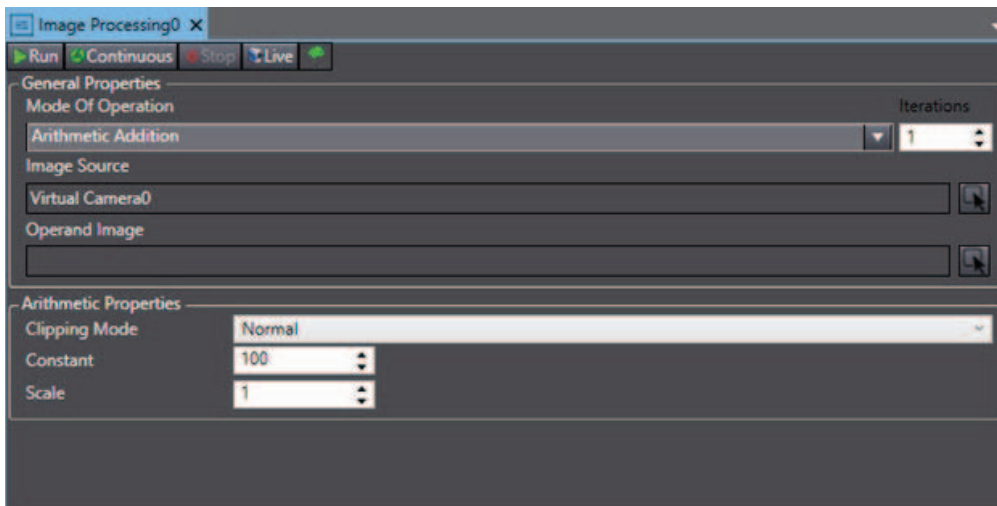 Image Processing0
Run Continuous Stop Live
General Properties
Mode Of Operation Iterations
Arithmetic Addition 1
Image Source
Virtual Camera0
Operand Image
Arithmetic Properties
Clipping Mode Normal
Constant 100
Scale 1